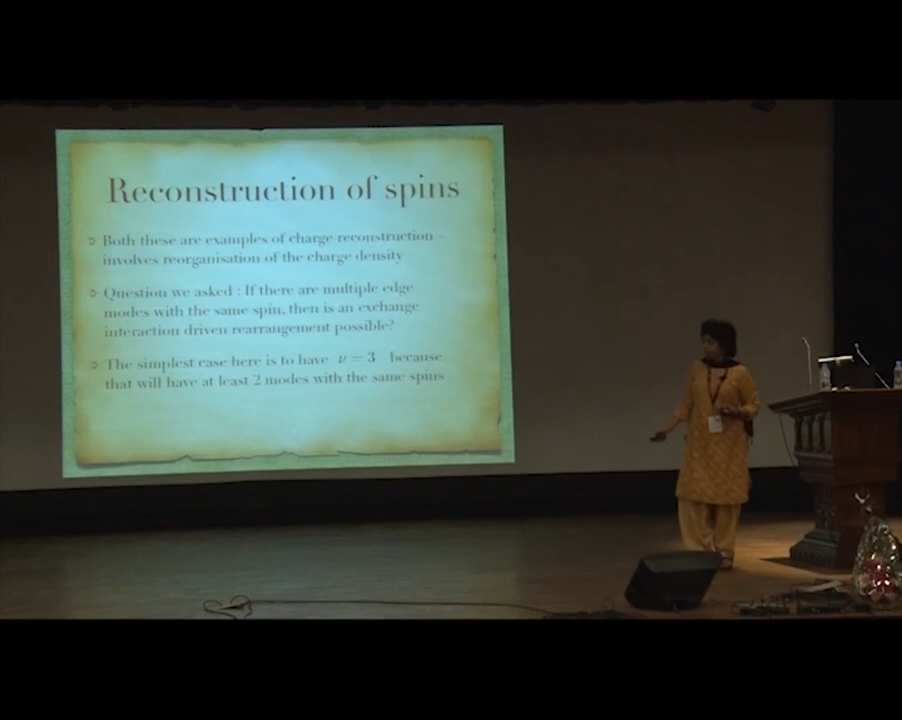 Reconstruction of spins
Both these are examples of charge reconstruction -
involves reorganisation of the charge density
Question we asked : If there are multiple edge
modes with the same spin, then is an exchange
interaction driven rearrangement possible?
The simplest case here is to have ν = 3 because
that will have at least 2 modes with the same spins